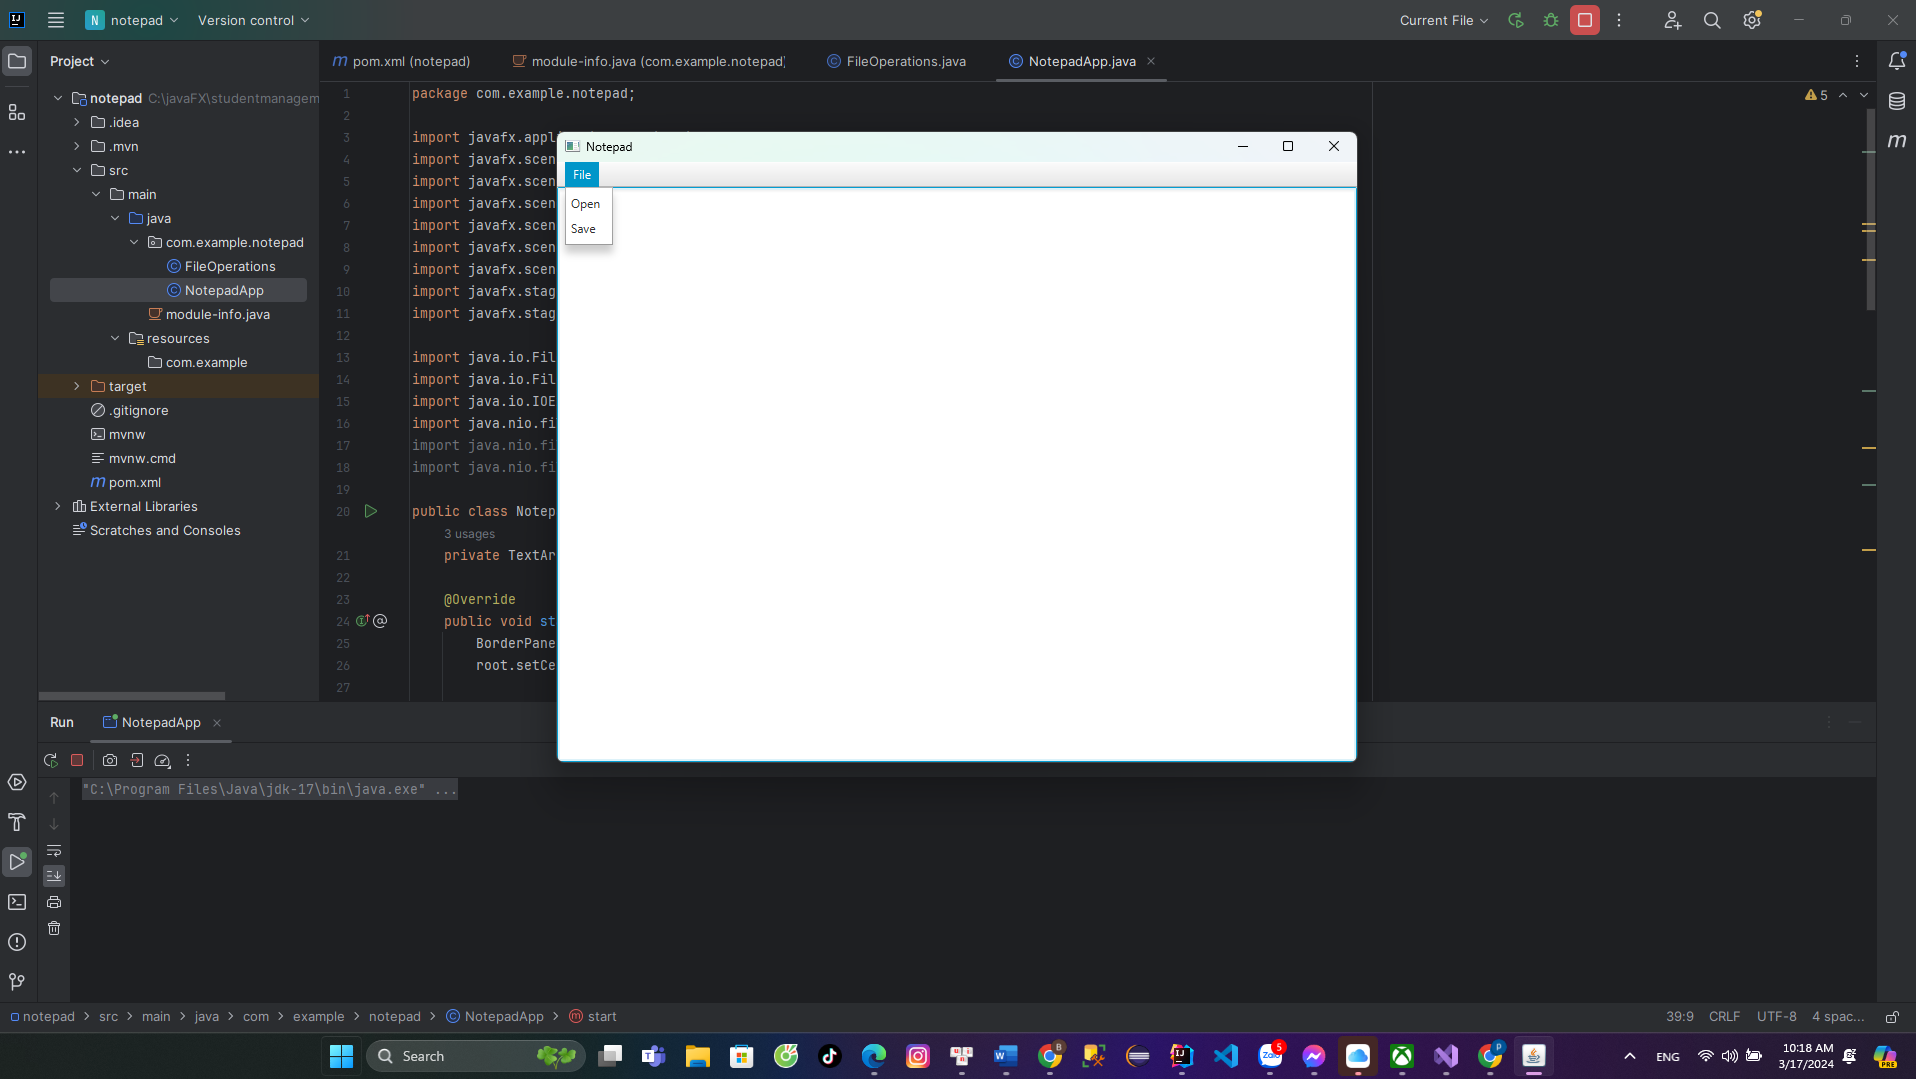 N notepad Version control Current File
Project
pom.xml (notepad) module-info.java (com.example.notepad) FileOperations.java NotepadApp.java
notepad C:\javaFX\studentmanagem
.idea
.mvn
src
main
java
com.example.notepad
FileOperations
NotepadApp
module-info.java
resources
com.example
target
.gitignore
mvnw
mvnw.cmd
pom.xml
External Libraries
Scratches and Consoles
5
1 package com.example.notepad;
2
3 import javafx.appl
4 import javafx.scen
5 import javafx.scen
6 import javafx.scen
7 import javafx.scen
8 import javafx.scen
9 import javafx.scen
10 import javafx.stag
11 import javafx.stag
12
13 import java.io.Fil
14 import java.io.Fil
15 import java.io.IOE
16 import java.nio.fi
17 import java.nio.fi
18 import java.nio.fi
19
20 public class Notep
3 usages
21 private TextAr
22
23 @Override
24 public void st
25 BorderPane
26 root.setCe
27
Notepad
File
Open
Save
Run NotepadApp
"C:\Program Files\Java\jdk-17\bin\java.exe" ...
notepad > src > main > java > com > example > notepad > NotepadApp > start
39:9 CRLF UTF-8 4 spac...
Search
ENG
10:18 AM
3/17/2024